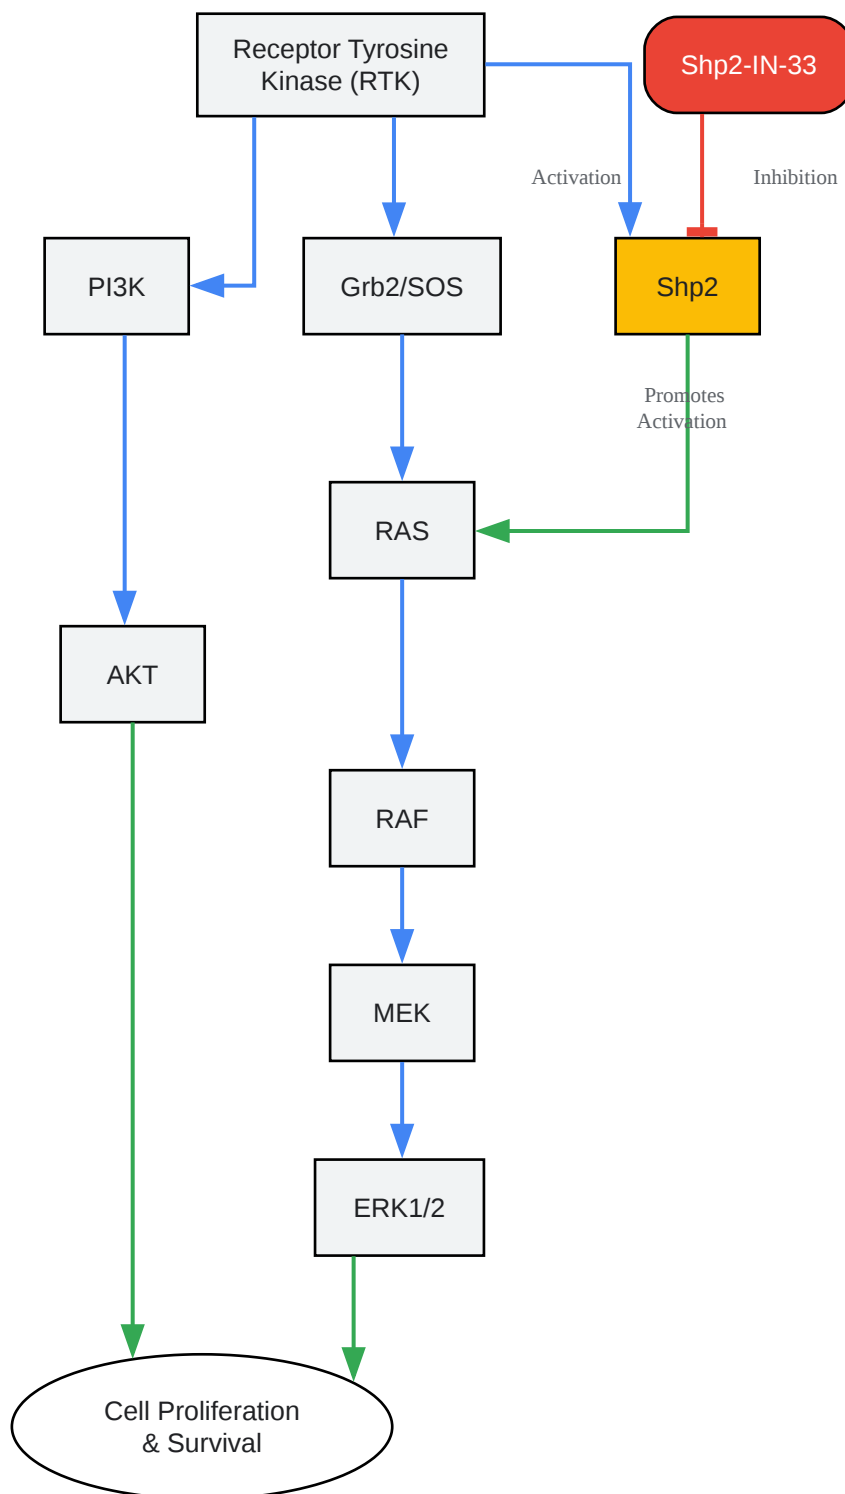 Receptor Tyrosine
Kinase (RTK)
Shp2-IN-33
Activation
Inhibition
PI3K
Grb2/SOS
Shp2
Promotes
Activation
RAS
AKT
RAF
MEK
ERK1/2
Cell Proliferation
& Survival